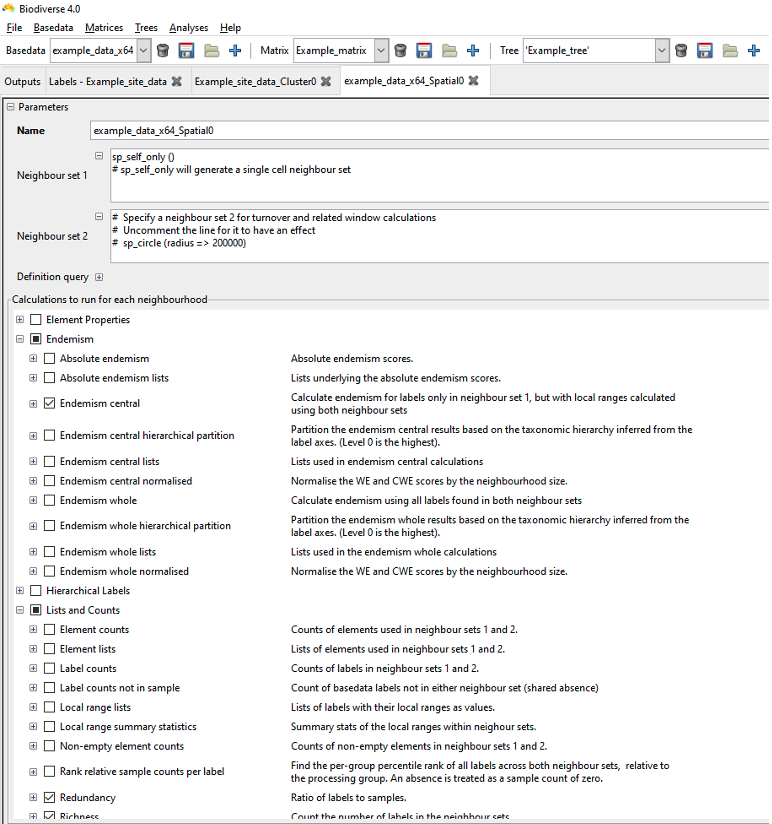 Biodiverse 4.0
File Basedata Matrices Trees Analyses Help
Basedata example_data_x64 Matrix Example_matrix Tree 'Example_tree'
Outputs Labels - Example_site_data Example_site_data_Cluster0 example_data_x64_Spatial0
Parameters
Name example_data_x64_Spatial0
Neighbour set 1
sp_self_only ()
# sp_self_only will generate a single cell neighbour set
Neighbour set 2
# Specify a neighbour set 2 for turnover and related window calculations
# Uncomment the line for it to have an effect
# sp_circle (radius => 200000)
Definition query
Calculations to run for each neighbourhood
Element Properties
Endemism
Absolute endemism Absolute endemism scores.
Absolute endemism lists Lists underlying the absolute endemism scores.
Endemism central Calculate endemism for labels only in neighbour set 1, but with local ranges calculated
using both neighbour sets
Endemism central hierarchical partition Partition the endemism central results based on the taxonomic hierarchy inferred from the
label axes. (Level 0 is the highest).
Endemism central lists Lists used in endemism central calculations
Endemism central normalised Normalise the WE and CWE scores by the neighbourhood size.
Endemism whole Calculate endemism using all labels found in both neighbour sets
Endemism whole hierarchical partition Partition the endemism whole results based on the taxonomic hierarchy inferred from the
label axes. (Level 0 is the highest).
Endemism whole lists Lists used in the endemism whole calculations
Endemism whole normalised Normalise the WE and CWE scores by the neighbourhood size.
Hierarchical Labels
Lists and Counts
Element counts Counts of elements used in neighbour sets 1 and 2.
Element lists Lists of elements used in neighbour sets 1 and 2.
Label counts Counts of labels in neighbour sets 1 and 2.
Label counts not in sample Count of basedata labels not in either neighbour set (shared absence)
Local range lists Lists of labels with their local ranges as values.
Local range summary statistics Summary stats of the local ranges within neighour sets.
Non-empty element counts Counts of non-empty elements in neighbour sets 1 and 2.
Rank relative sample counts per label Find the per-group percentile rank of all labels across both neighbour sets, relative to
the processing group. An absence is treated as a sample count of zero.
Redundancy Ratio of labels to samples.
Richness Count the number of labels in the neighbour sets